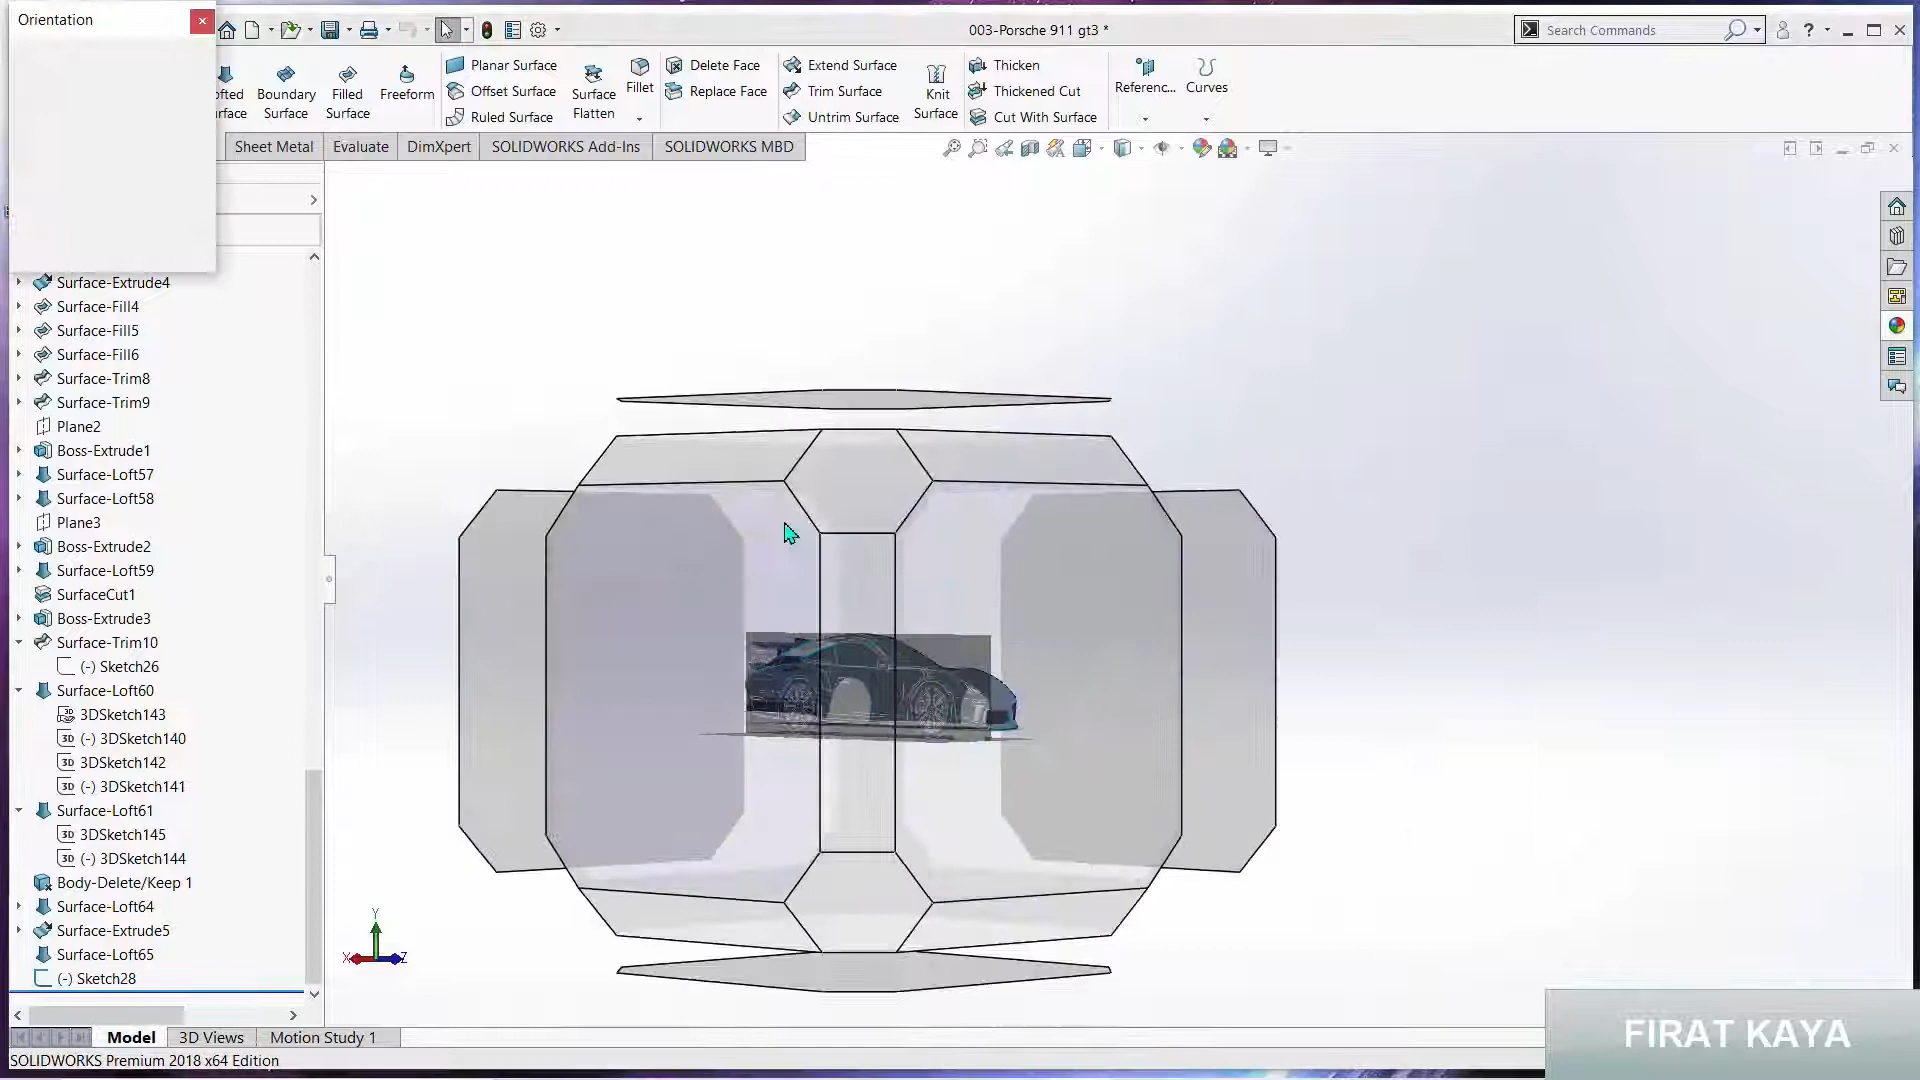 Orientation
003-Porsche 911 gt3 *
Search Commands
ofted
urface
Boundary
Surface
Filled
Surface
Freeform
Planar Surface
Offset Surface
Ruled Surface
Surface
Flatten
Fillet
Delete Face
Replace Face
Extend Surface
Trim Surface
Untrim Surface
Knit
Surface
Thicken
Thickened Cut
Cut With Surface
Referenc...
Curves
Sheet Metal
Evaluate
DimXpert
SOLIDWORKS Add-Ins
SOLIDWORKS MBD
Surface-Extrude4
Surface-Fill4
Surface-Fill5
Surface-Fill6
Surface-Trim8
Surface-Trim9
Plane2
Boss-Extrude1
Surface-Loft57
Surface-Loft58
Plane3
Boss-Extrude2
Surface-Loft59
SurfaceCut1
Boss-Extrude3
Surface-Trim10
(-) Sketch26
Surface-Loft60
3DSketch143
3D (-) 3DSketch140
3D 3DSketch142
3D (-) 3DSketch141
Surface-Loft61
3D 3DSketch145
3D (-) 3DSketch144
Body-Delete/Keep 1
Surface-Loft64
Surface-Extrude5
Surface-Loft65
(-) Sketch28
Y
X
Z
Model
3D Views
Motion Study 1
SOLIDWORKS Premium 2018 x64 Edition
FIRAT KAYA